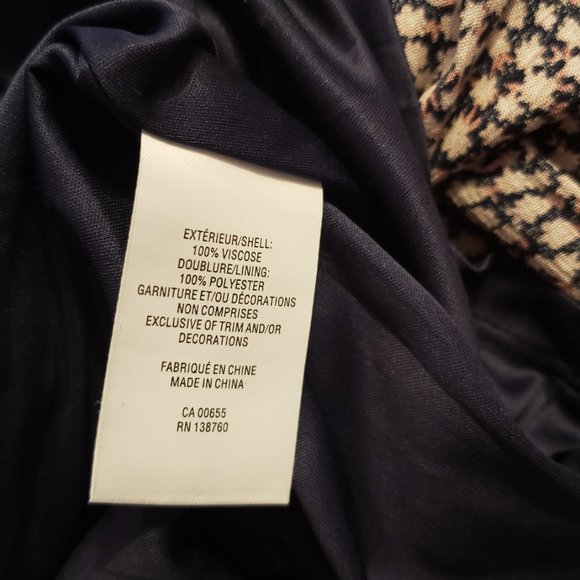 EXTÉRIEUR/SHELL:
100% VISCOSE
DOUBLURE/LINING:
100% POLYESTER
GARNITURE ET/OU DÉCORATIONS
NON COMPRISES
EXCLUSIVE OF TRIM AND/OR
DECORATIONS
FABRIQUÉ EN CHINE
MADE IN CHINA
CA 00655
RN 138760